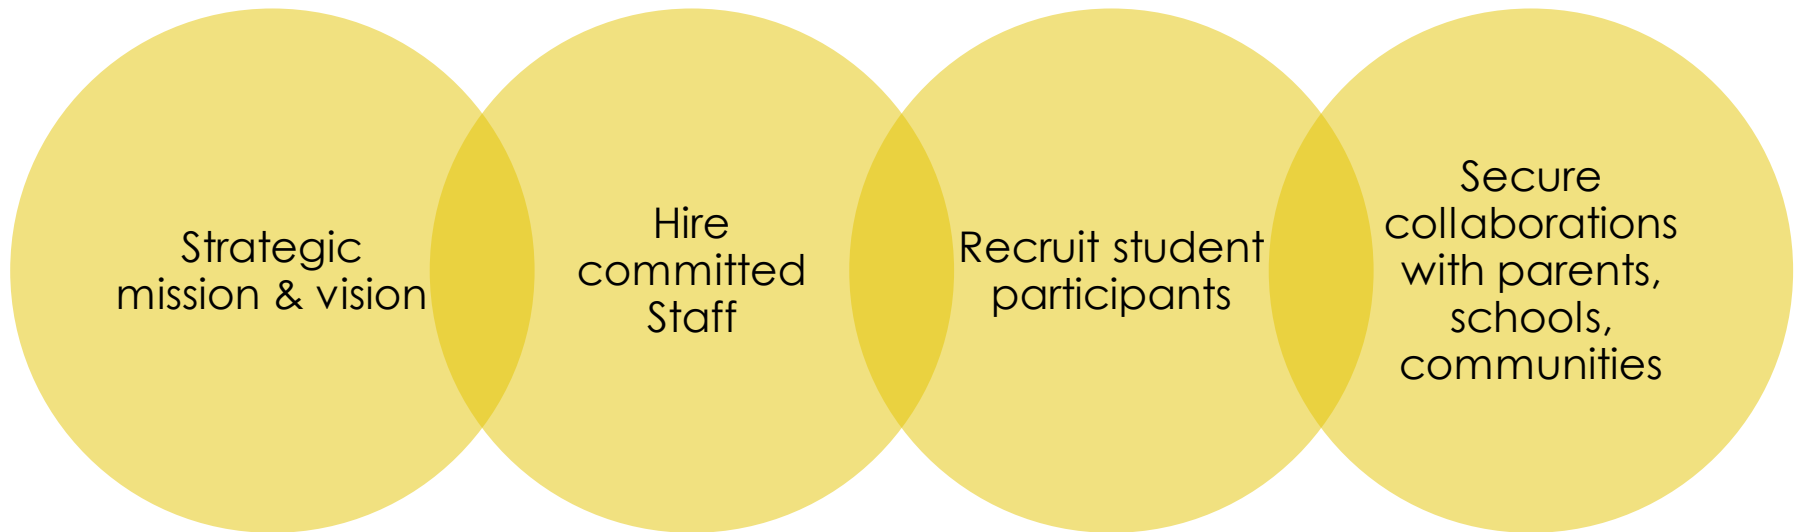 Strategic
mission & vision
Hire
committed
Staff
Recruit student
participants
Secure
collaborations
with parents,
schools,
communities